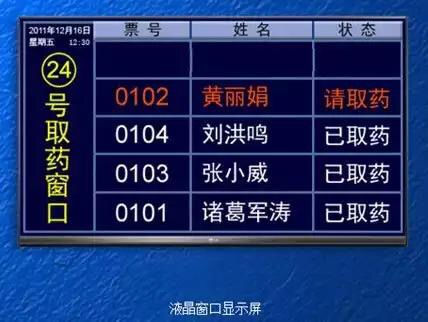 2011年12月16日
星期五 12:30
24
号取药窗口
票号 姓名 状态
0102 黄丽娟 请取药
0104 刘洪鸣 已取药
0103 张小威 已取药
0101 诸葛军涛 已取药
液晶窗口显示屏